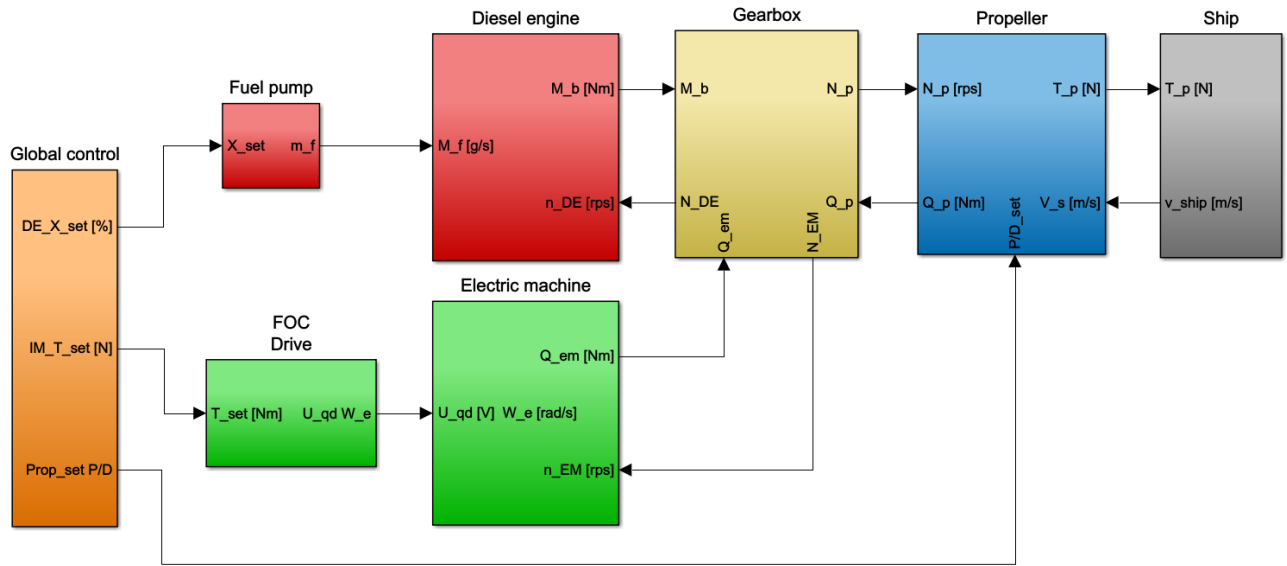 Global control
DE_X_set [%]
IM_T_set [N]
Prop_set P/D
Fuel pump
X_set m_f
FOC
Drive
T_set [Nm] U_qd W_e
Diesel engine
M_b [Nm]
M_f [g/s]
n_DE [rps]
Electric machine
Q_em [Nm]
U_qd [V] W_e [rad/s]
n_EM [rps]
Gearbox
M_b N_p
N_DE Q_p
Q_em N_EM
Propeller
N_p [rps] T_p [N]
Q_p [Nm] V_s [m/s]
P/D_set
Ship
T_p [N]
v_ship [m/s]